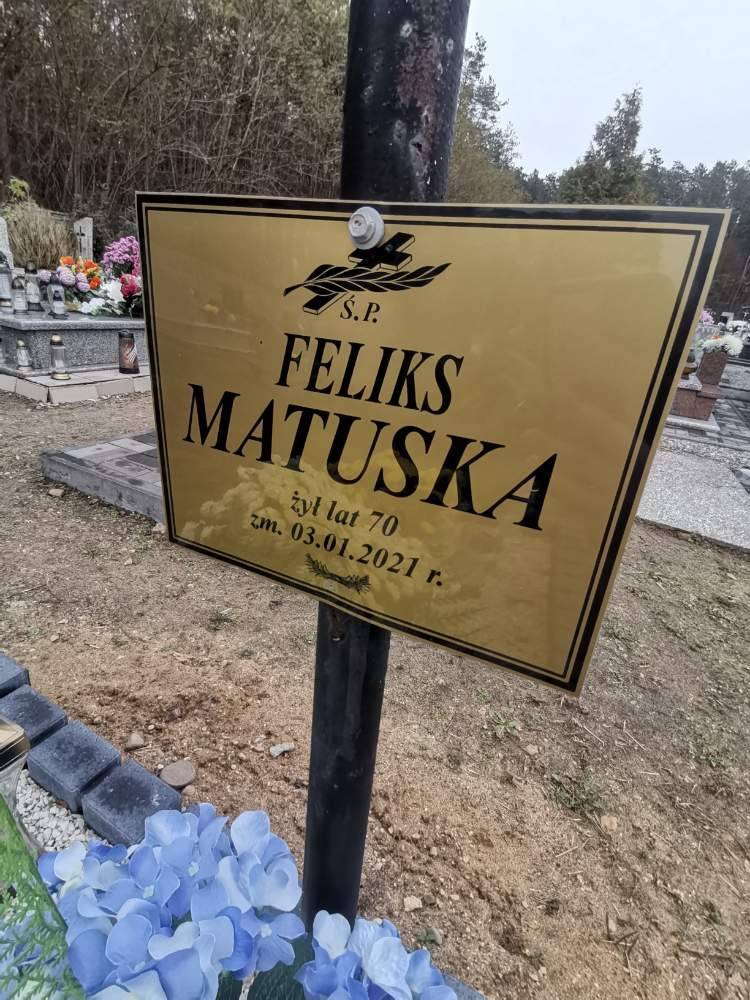 Ś.P.
FELIKS
MATUSKA
żył lat 70
zm. 03.01.2021 r.